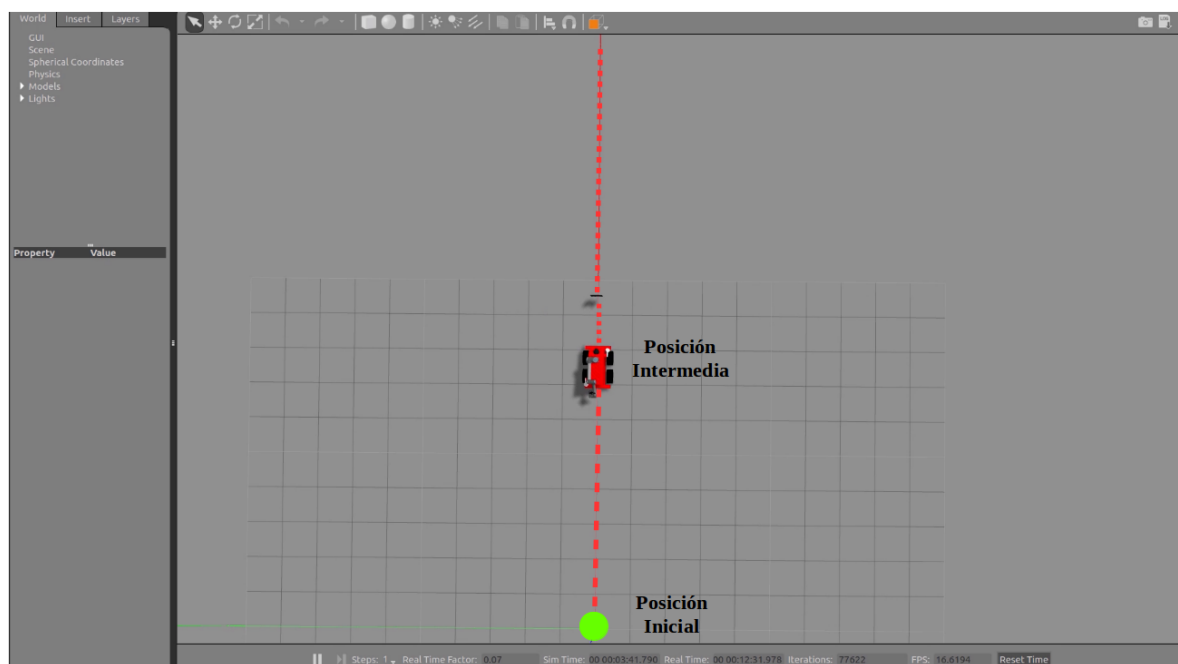 World Insert Layers
GUI
Scene
Spherical Coordinates
Physics
Models
Lights
Property Value
Posición
Intermedia
Posición
Inicial
Steps: 1 Real Time Factor: 0.07 Sim Time: 00 00:03:41.790 Real Time: 00 00:12:31.978 Iterations: 77622 FPS: 16.6194 Reset Time